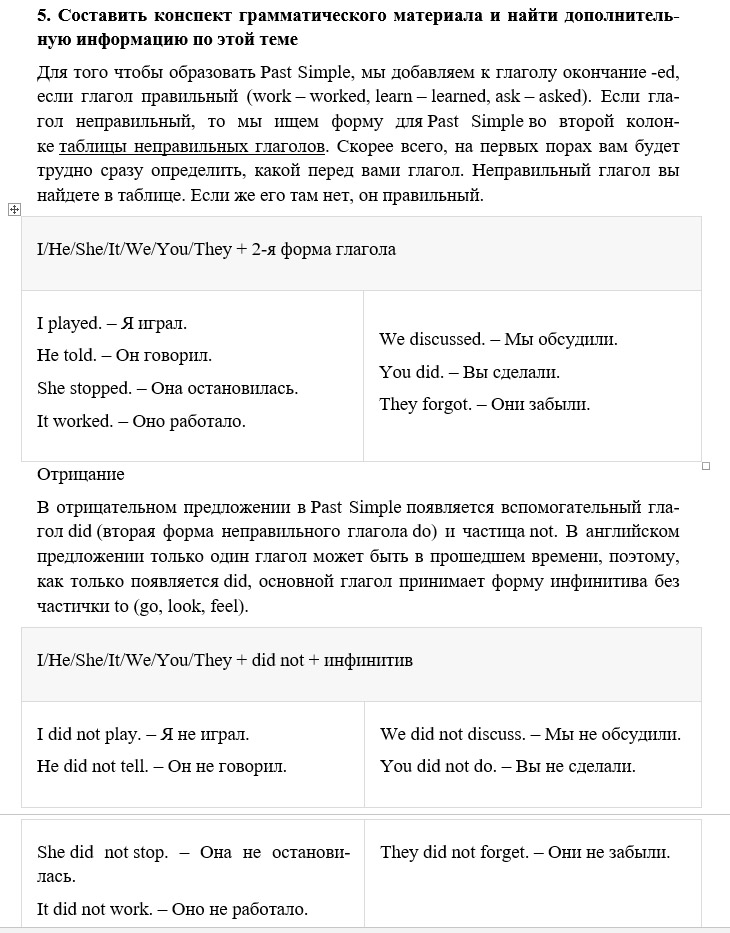 5. Составить конспект грамматического материала и найти дополнитель-
ную информацию по этой теме
Для того чтобы образовать Past Simple, мы добавляем к глаголу окончание -ed,
если глагол правильный (work – worked, learn – learned, ask – asked). Если гла-
гол неправильный, то мы ищем форму для Past Simple во второй колон-
ке таблицы неправильных глаголов. Скорее всего, на первых порах вам будет
трудно сразу определить, какой перед вами глагол. Неправильный глагол вы
найдете в таблице. Если же его там нет, он правильный.
I/He/She/It/We/You/They + 2-я форма глагола
I played. – Я играл.
He told. – Он говорил.
She stopped. – Она остановилась.
It worked. – Оно работало.
We discussed. – Мы обсудили.
You did. – Вы сделали.
They forgot. – Они забыли.
Отрицание
В отрицательном предложении в Past Simple появляется вспомогательный гла-
гол did (вторая форма неправильного глагола do) и частица not. В английском
предложении только один глагол может быть в прошедшем времени, поэтому,
как только появляется did, основной глагол принимает форму инфинитива без
частички to (go, look, feel).
I/He/She/It/We/You/They + did not + инфинитив
I did not play. – Я не играл.
He did not tell. – Он не говорил.
We did not discuss. – Мы не обсудили.
You did not do. – Вы не сделали.
She did not stop. – Она не останови-
лась.
It did not work. – Оно не работало.
They did not forget. – Они не забыли.